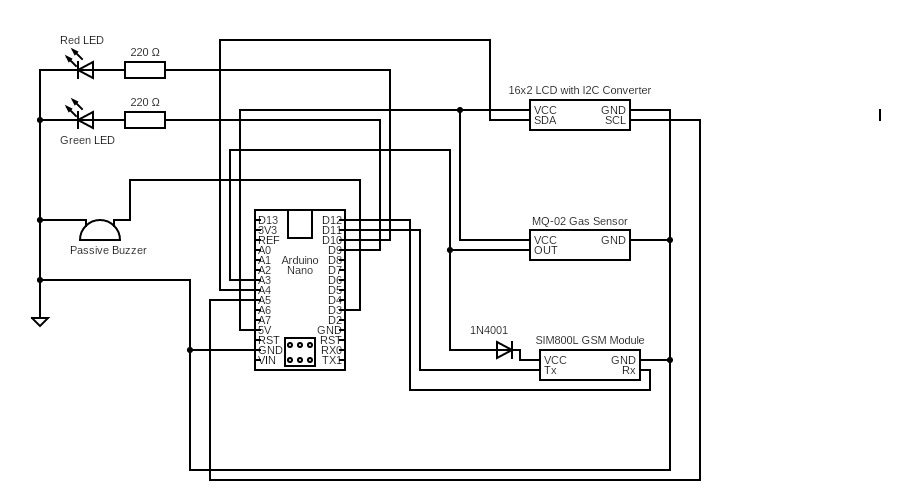 Red LED
220 Ω
220 Ω
Green LED
Passive Buzzer
16x2 LCD with I2C Converter
VCC GND
SDA SCL
MQ-02 Gas Sensor
VCC GND
OUT
D13 D12
3V3 D11
REF D10
A0 D9
A1 D8
A2 D7
A3 D6
A4 D5
A5 D4
A6 D3
A7 D2
5V GND
RST RST
GND RX0
VIN TX1
Arduino
Nano
1N4001
SIM800L GSM Module
VCC GND
Tx Rx